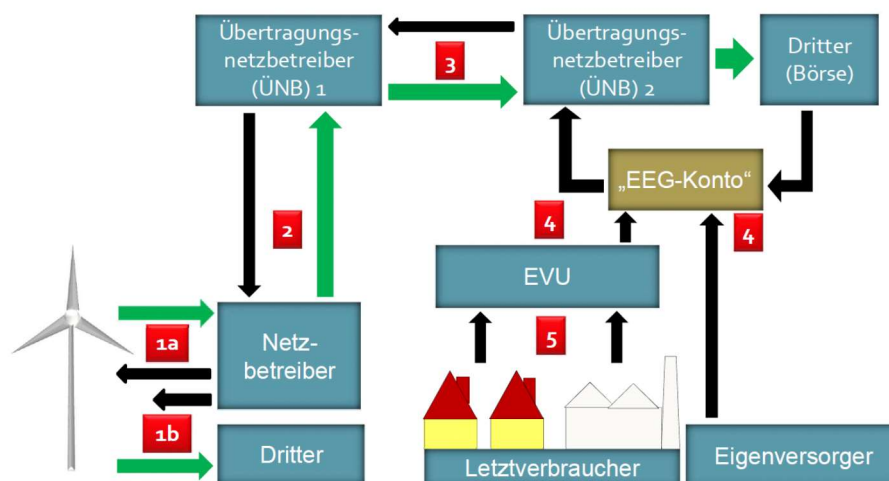 Übertragungs-
netzbetreiber
(ÜNB) 1
3
Übertragungs-
netzbetreiber
(ÜNB) 2
Dritter
(Börse)
„EEG-Konto“
2
4
4
EVU
1a
Netz-
betreiber
5
1b
Dritter
Letztverbraucher
Eigenversorger